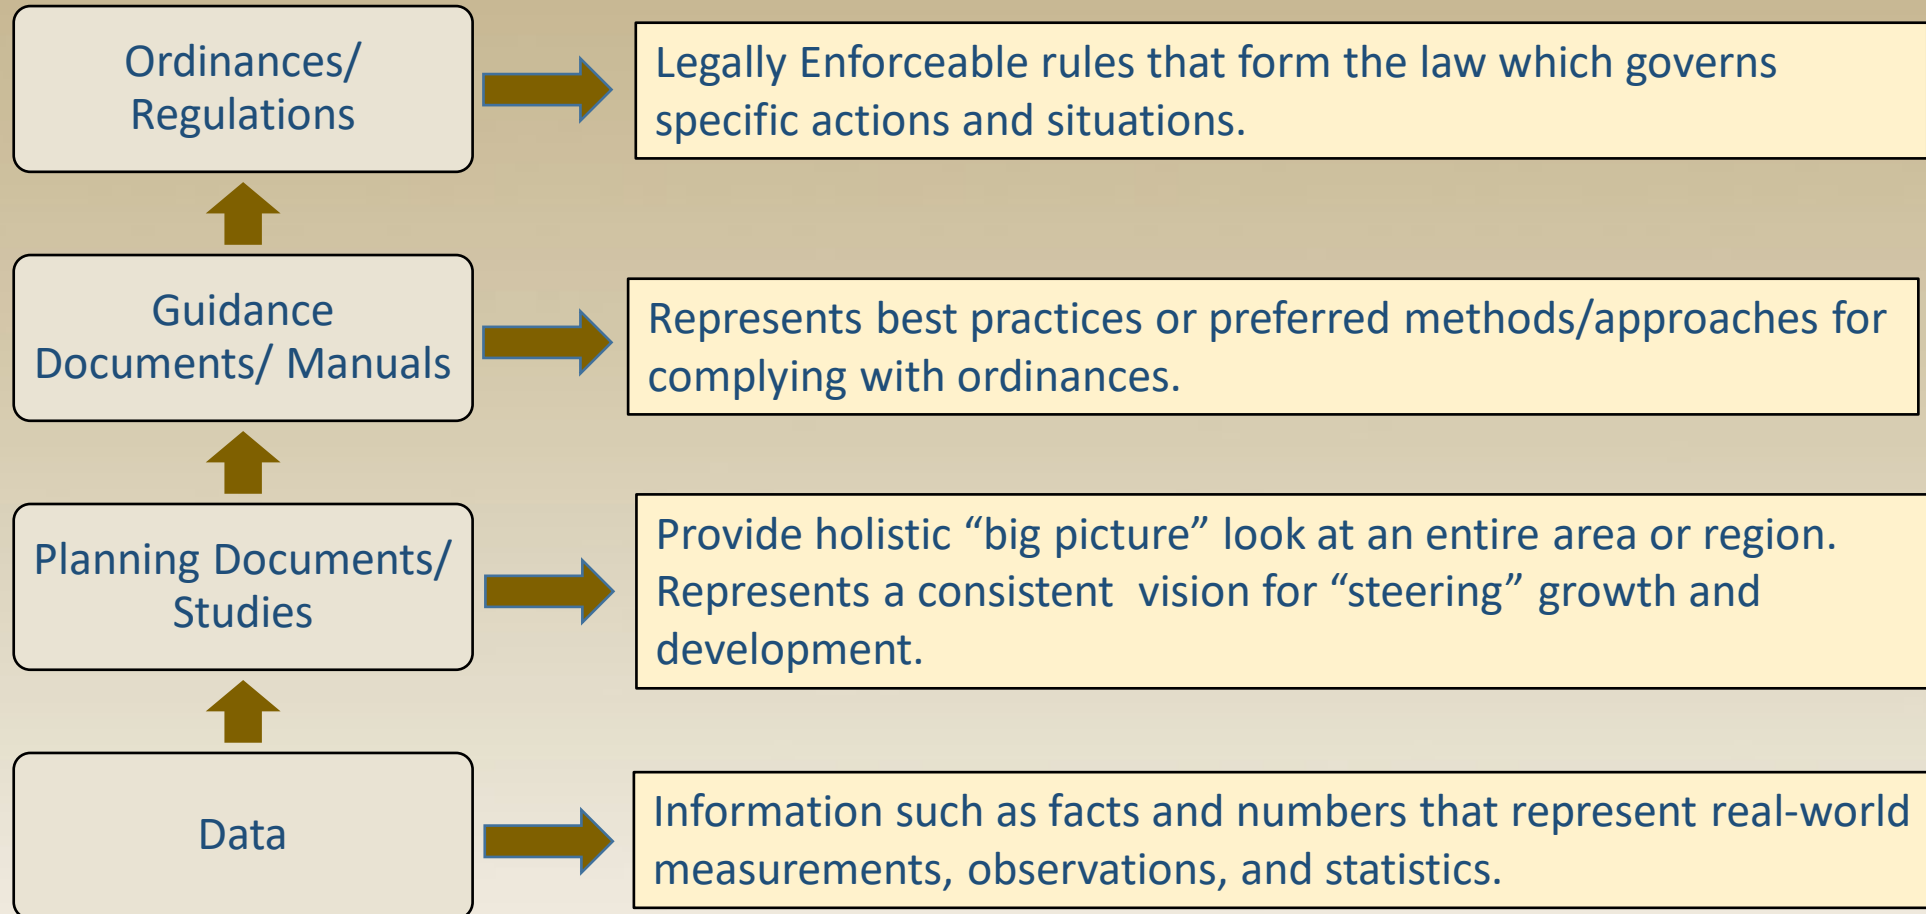 Ordinances/
Regulations
Legally Enforceable rules that form the law which governs
specific actions and situations.
Guidance
Documents/ Manuals
Represents best practices or preferred methods/approaches for
complying with ordinances.
Planning Documents/
Studies
Provide holistic “big picture” look at an entire area or region.
Represents a consistent  vision for “steering” growth and
development.
Data
Information such as facts and numbers that represent real-world
measurements, observations, and statistics.